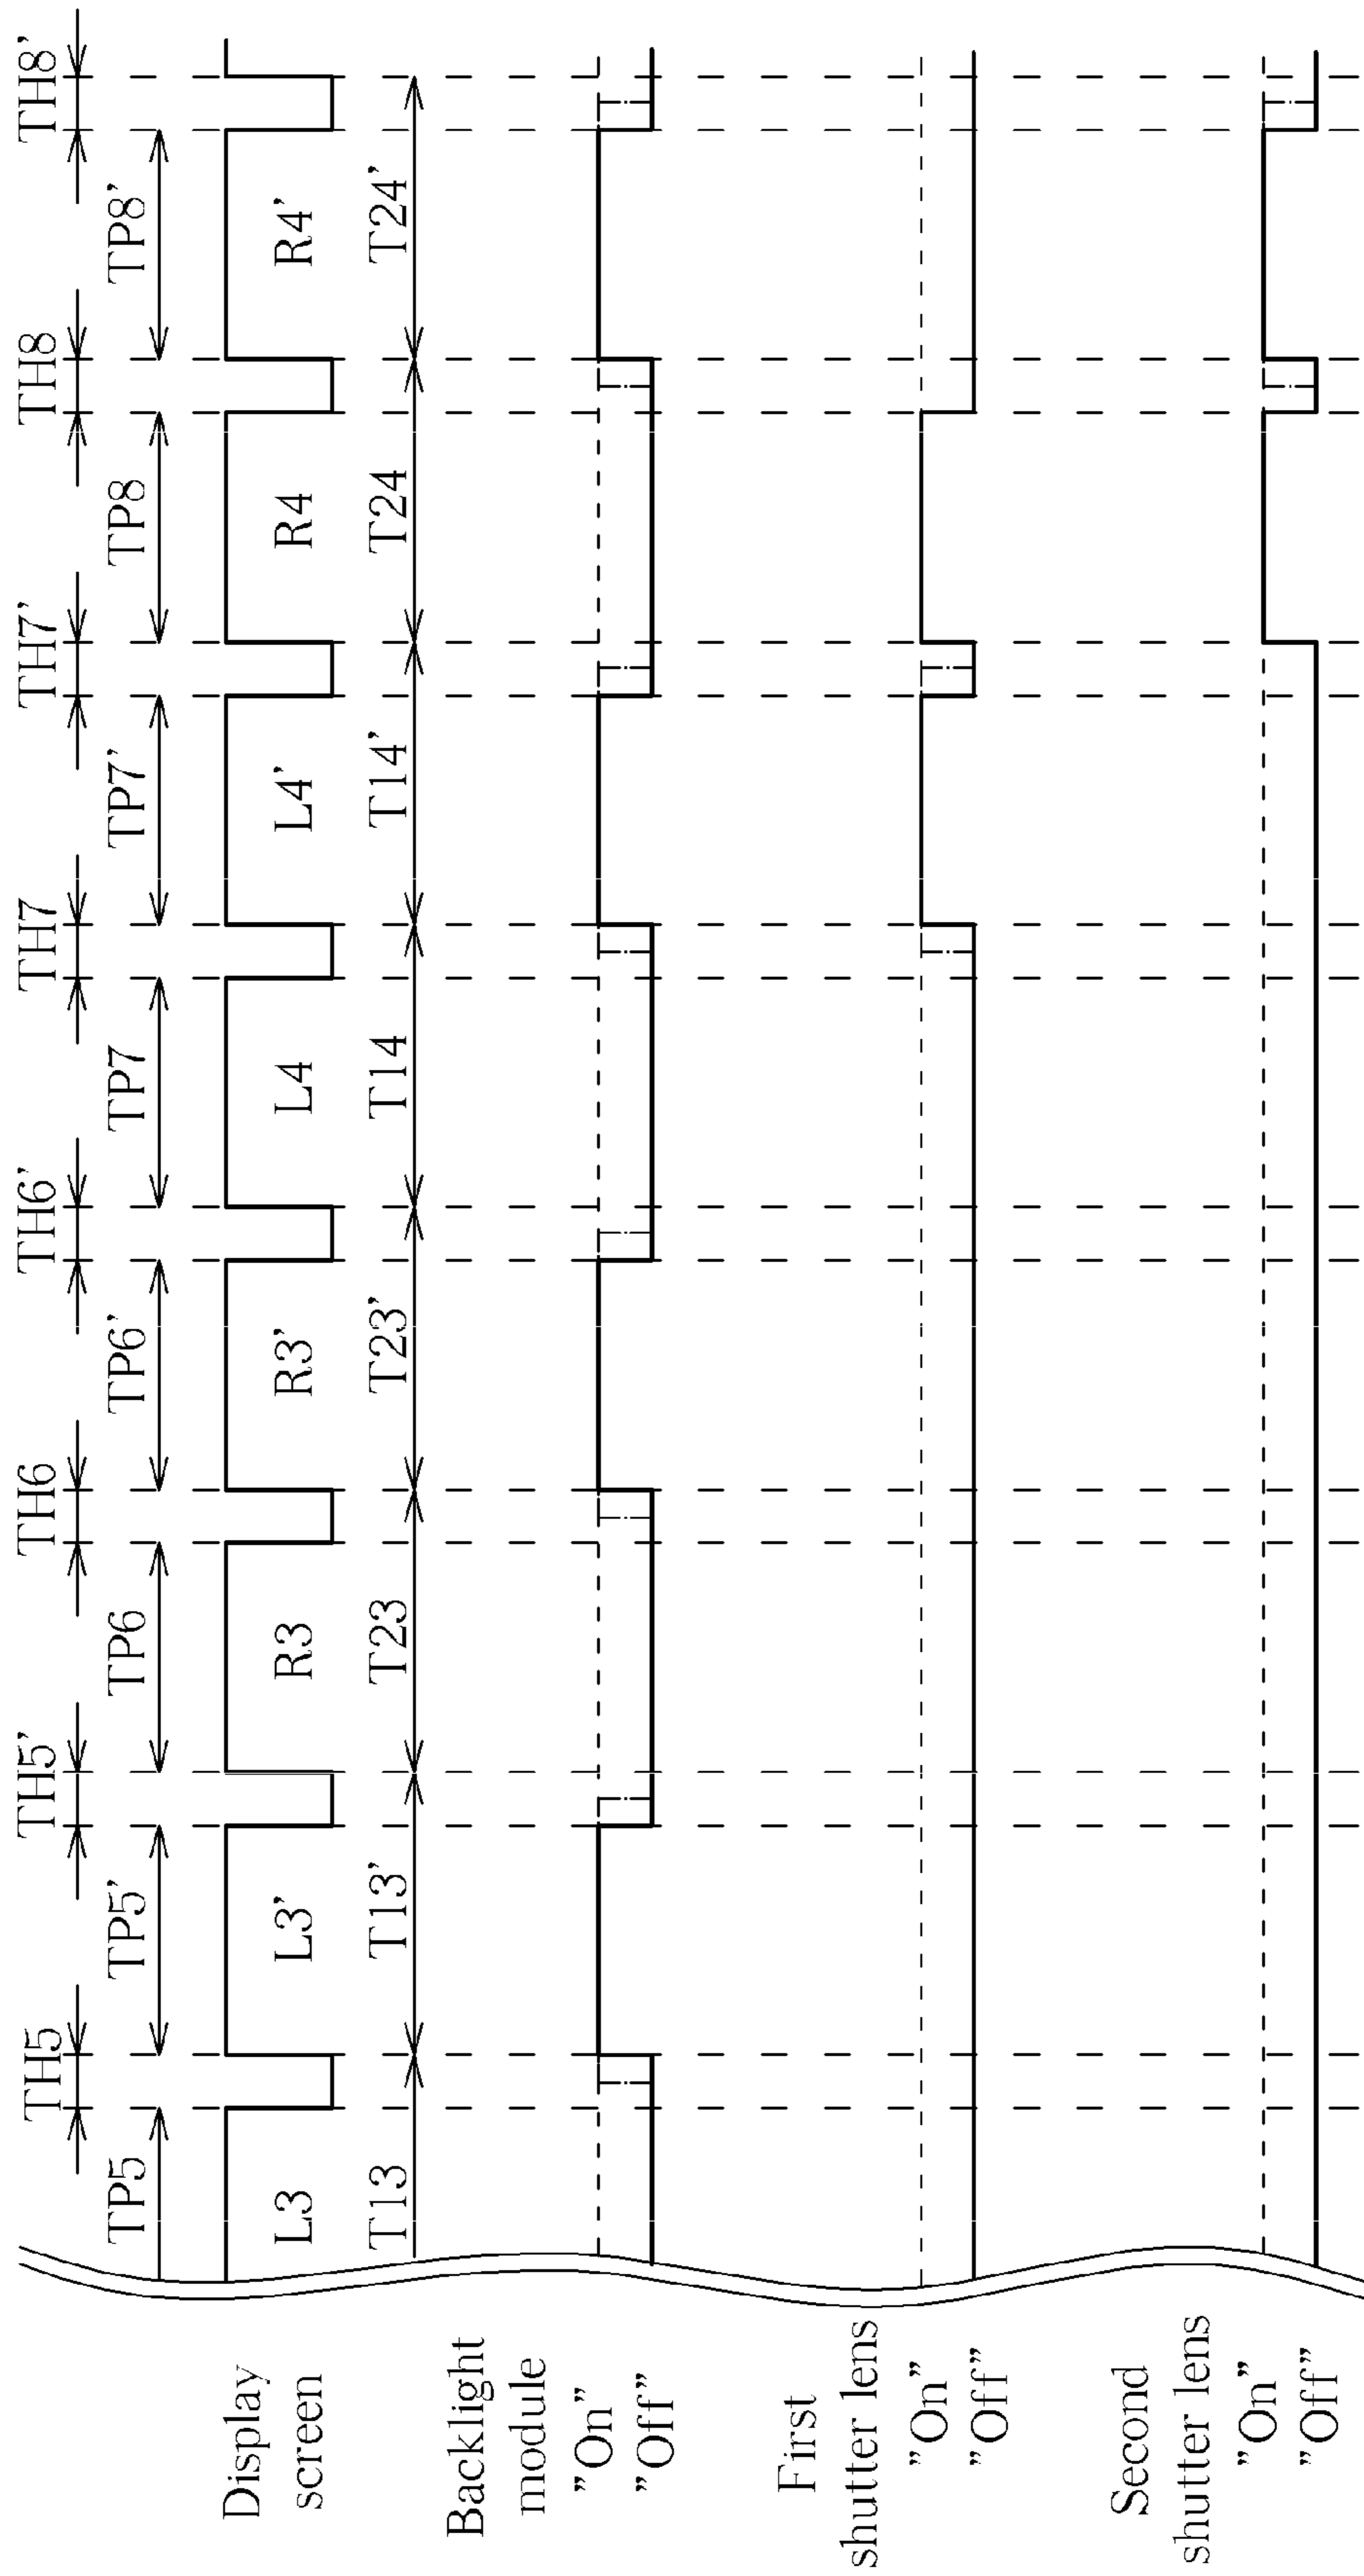 TH5 TH5' TH6 TH6' TH7 TH7' TH8 TH8'
TP5 TP5' TP6 TP6' TP7 TP7' TP8 TP8'
Display
screen
L3 L3' R3 R3' L4 L4' R4 R4'
T13 T13' T23 T23' T14 T14' T24 T24'
Backlight
module
"On"
"Off"
First
shutter lens
"On"
"Off"
Second
shutter lens
"On"
"Off"